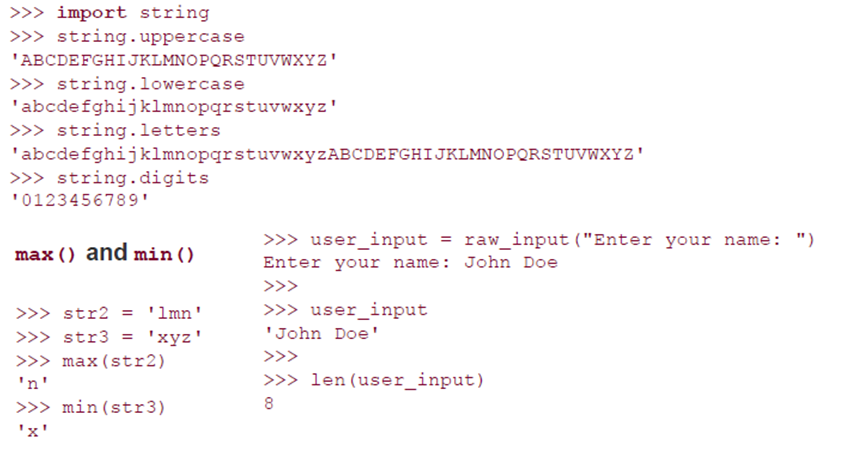 >>> import string
>>> string.uppercase
'ABCDEFGHIJKLMNOPQRSTUVWXYZ'
>>> string.lowercase
'abcdefghijklmnopqrstuvwxyz'
>>> string.letters
'abcdefghijklmnopqrstuvwxyzABCDEFGHIJKLMNOPQRSTUVWXYZ'
>>> string.digits
'0123456789'
max() and min()
>>> str2 = 'lmn'
>>> str3 = 'xyz'
>>> max(str2)
'n'
>>> min(str3)
'x'
>>> user_input = raw_input("Enter your name: ")
Enter your name: John Doe
>>>
>>> user_input
'John Doe'
>>>
>>> len(user_input)
8